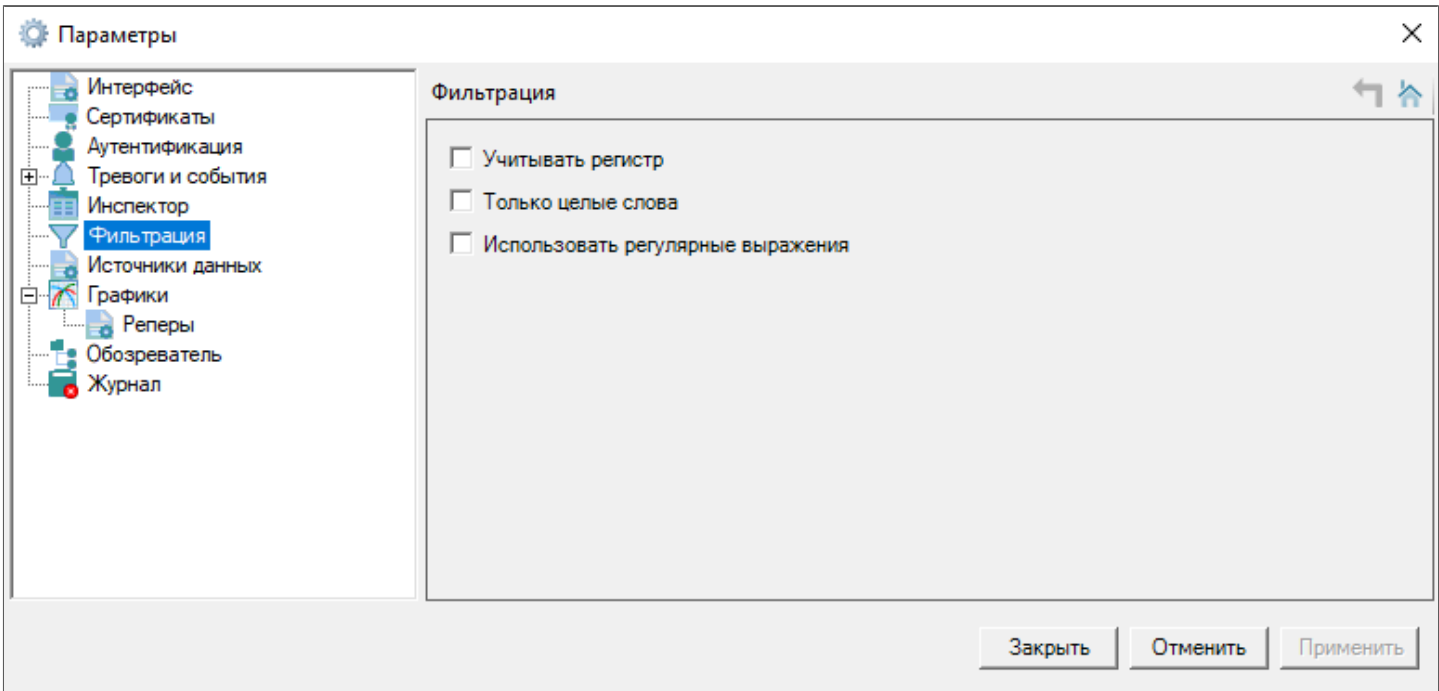 Параметры
Интерфейс
Сертификаты
Аутентификация
Тревоги и события
Инспектор
Фильтрация
Источники данных
Графики
Реперы
Обозреватель
Журнал
Фильтрация
Учитывать регистр
Только целые слова
Использовать регулярные выражения
Закрыть
Отменить
Применить